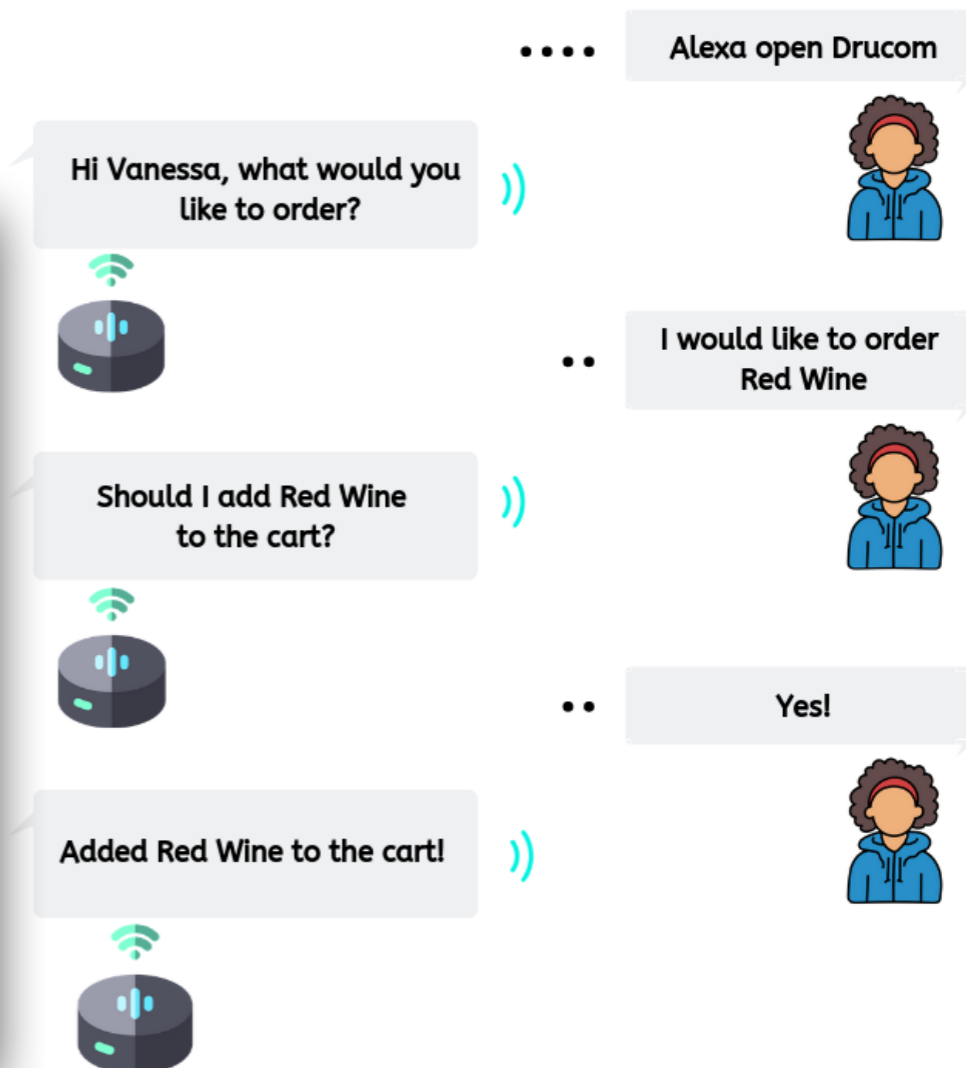 Alexa open Drucom
Hi Vanessa, what would you
like to order?
I would like to order
Red Wine
Should I add Red Wine
to the cart?
Yes!
Added Red Wine to the cart!